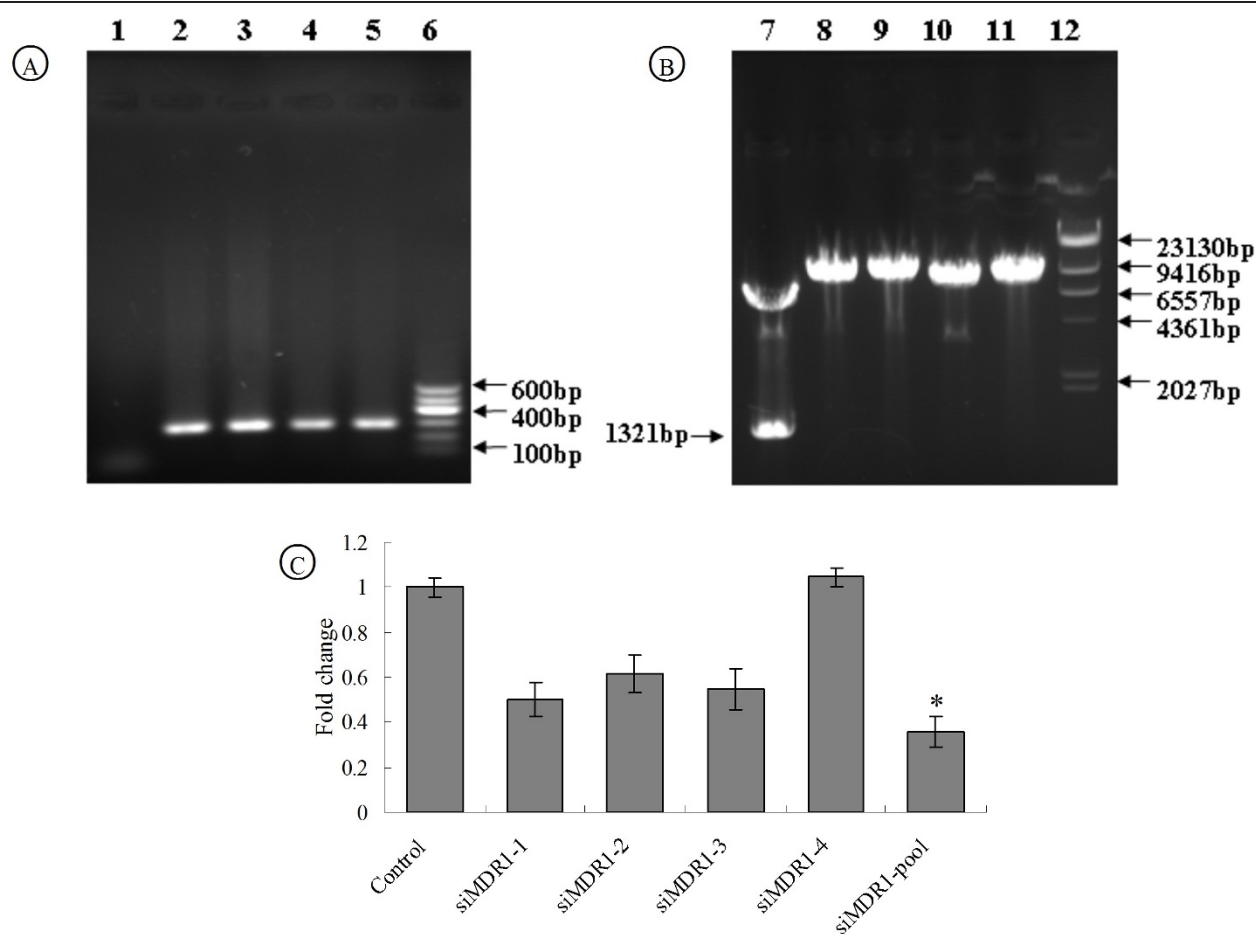 1 2 3 4 5 6
A
600bp
400bp
100bp
7 8 9 10 11 12
B
23130bp
9416bp
6557bp
4361bp
2027bp
1321bp
C
Fold change
1.2
1
0.8
0.6
0.4
0.2
0
*
Control
siMDR1-1
siMDR1-2
siMDR1-3
siMDR1-4
siMDR1-pool